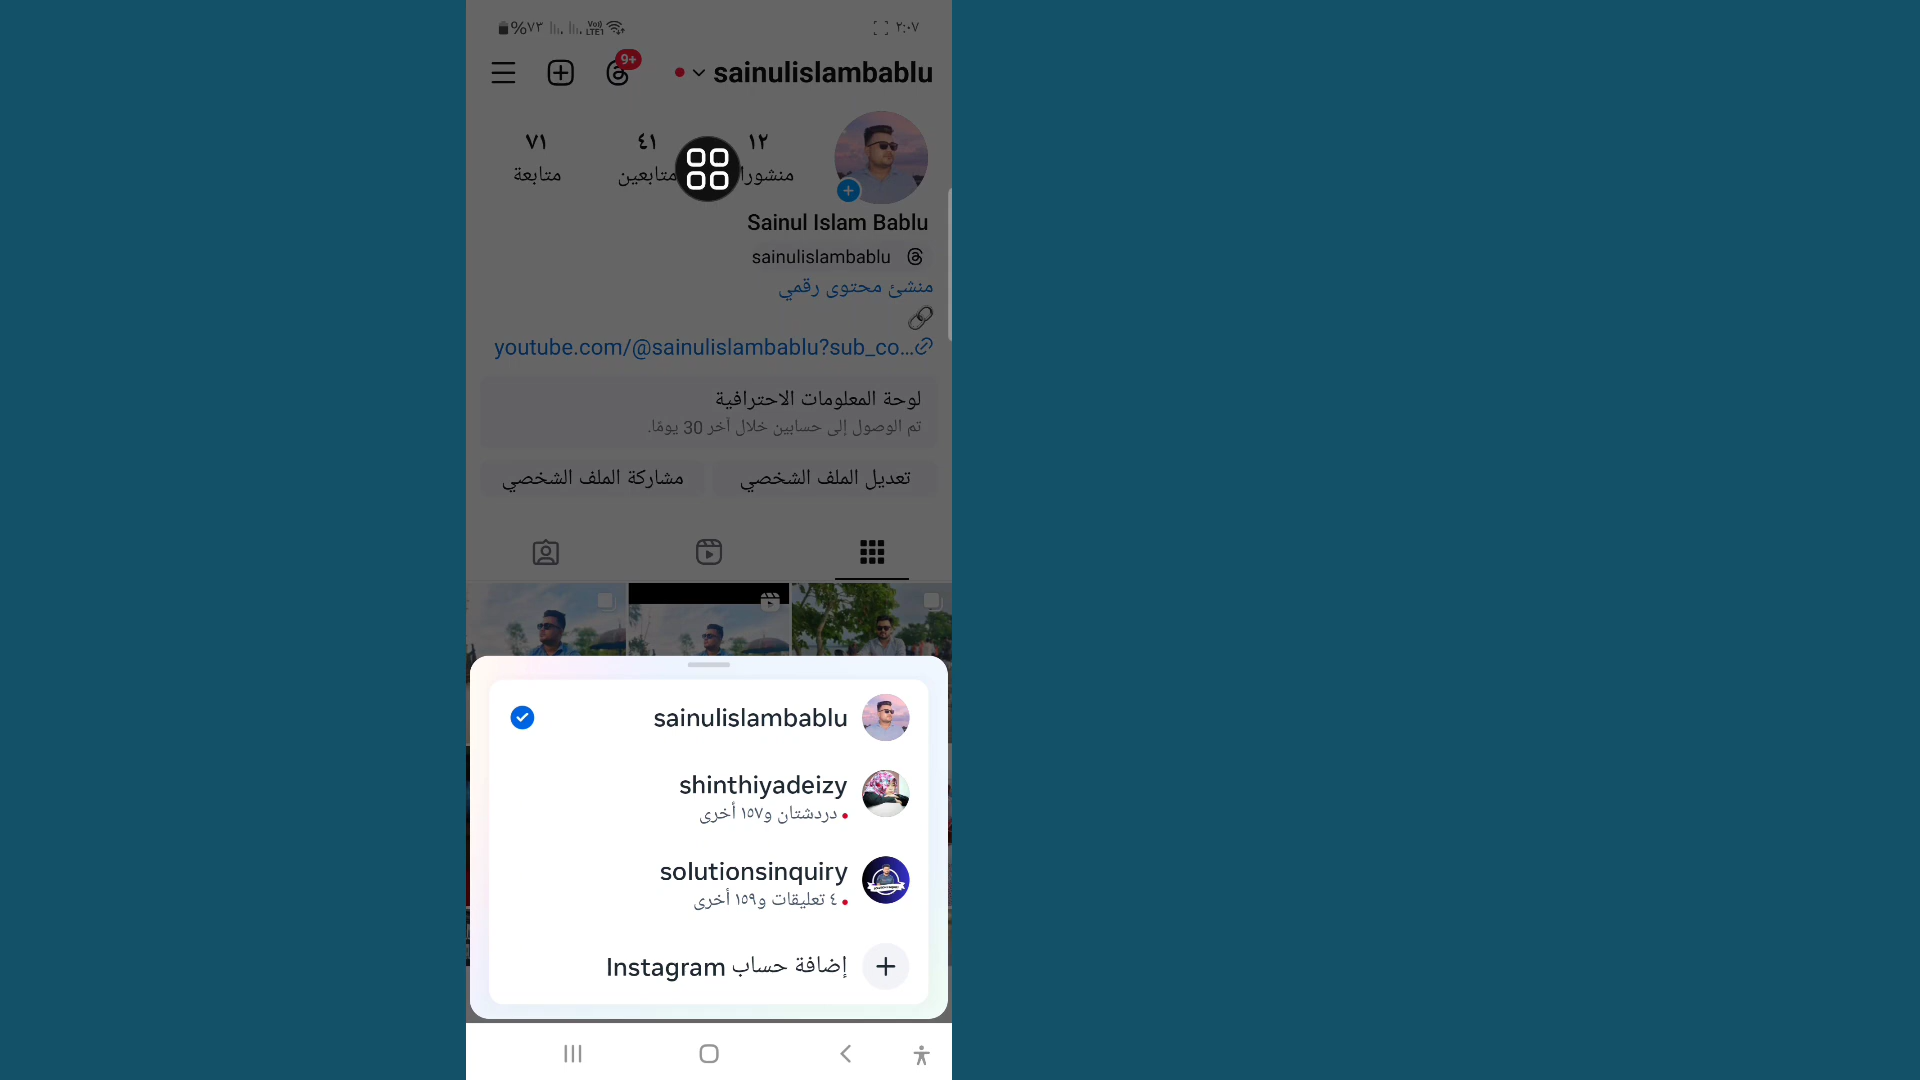 ٢:٠٧
%٧٣
Vo)) LTE1
sainulislambablu
9+
١٢
٤١
٧١
منشورا
متابعين
متابعة
Sainul Islam Bablu
sainulislambablu
منشئ محتوى رقمي
youtube.com/@sainulislambablu?sub_co...
لوحة المعلومات الاحترافية
تم الوصول إلى حسابين خلال آخر 30 يومًا.
تعديل الملف الشخصي
مشاركة الملف الشخصي
sainulislambablu
shinthiyadeizy
دردشتان و١٥٧ أخرى
solutionsinquiry
٤ تعليقات و١٥٩ أخرى
إضافة حساب Instagram